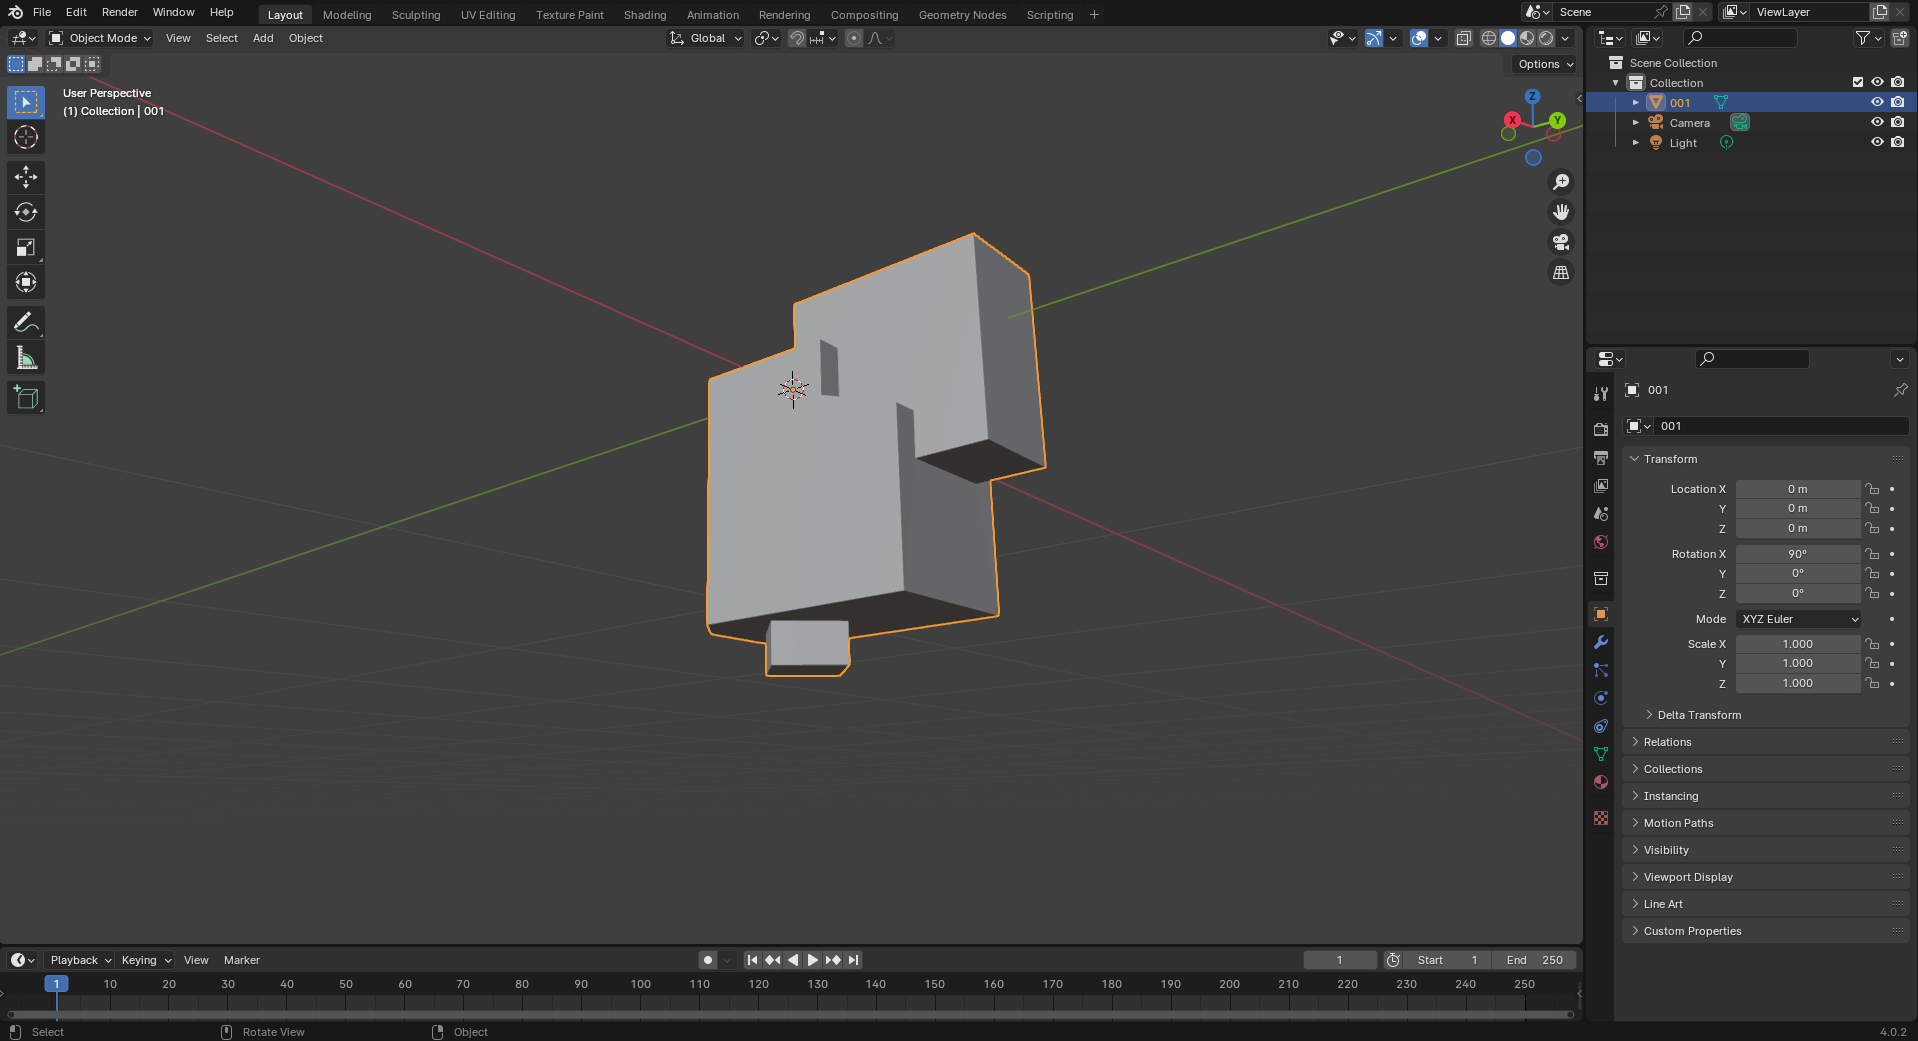 File Edit Render Window Help Layout Modeling Sculpting UV Editing Texture Paint Shading Animation Rendering Compositing Geometry Nodes Scripting + Scene ViewLayer
Object Mode View Select Add Object Global
Options
User Perspective
(1) Collection | 001
Z
X
Y
Scene Collection
Collection
001
Camera
Light
001
001
Transform
Location X 0 m
Y 0 m
Z 0 m
Rotation X 90°
Y 0°
Z 0°
Mode XYZ Euler
Scale X 1.000
Y 1.000
Z 1.000
Delta Transform
Relations
Collections
Instancing
Motion Paths
Visibility
Viewport Display
Line Art
Custom Properties
Playback Keying View Marker 1 Start 1 End 250
1 10 20 30 40 50 60 70 80 90 100 110 120 130 140 150 160 170 180 190 200 210 220 230 240 250
Select Rotate View Object 4.0.2